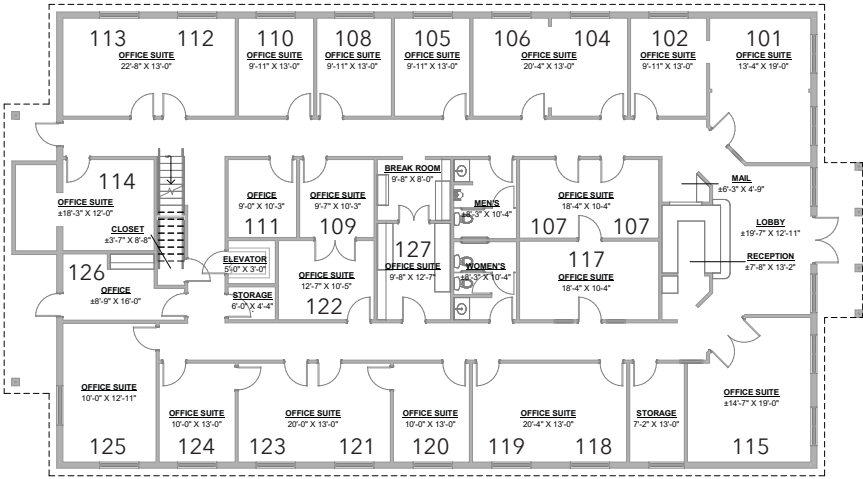 113 112 110 108 105 106 104 102 101
OFFICE SUITE
22'-8" X 13'-0"
OFFICE SUITE
9'-11" X 13'-0"
OFFICE SUITE
9'-11" X 13'-0"
OFFICE SUITE
9'-11" X 13'-0"
OFFICE SUITE
20'-4" X 13'-0"
OFFICE SUITE
9'-11" X 13'-0"
OFFICE SUITE
13'-4" X 19'-0"
114
OFFICE SUITE
±18'-3" X 12'-0"
CLOSET
±3'-7" X 8'-8"
OFFICE
9'-0" X 10'-3"
111
OFFICE SUITE
9'-7" X 10'-3"
109
BREAK ROOM
9'-8" X 8'-0"
MEN'S
±8'-3" X 10'-4"
OFFICE SUITE
18'-4" X 10'-4"
107 107
MAIL
±6'-3" X 4'-9"
LOBBY
±19'-7" X 12'-11"
RECEPTION
±7'-8" X 13'-2"
126
OFFICE
±8'-9" X 16'-0"
ELEVATOR
5'-0" X 3'-0"
STORAGE
6'-0" X 4'-4"
OFFICE SUITE
12'-7" X 10'-5"
122
127
OFFICE SUITE
9'-8" X 12'-7"
WOMEN'S
±8'-3" X 10'-4"
117
OFFICE SUITE
18'-4" X 10'-4"
OFFICE SUITE
10'-0" X 12'-11"
125
OFFICE SUITE
10'-0" X 13'-0"
124
OFFICE SUITE
20'-0" X 13'-0"
123 121
OFFICE SUITE
10'-0" X 13'-0"
120
OFFICE SUITE
20'-4" X 13'-0"
119 118
STORAGE
7'-2" X 13'-0"
OFFICE SUITE
±14'-7" X 19'-0"
115